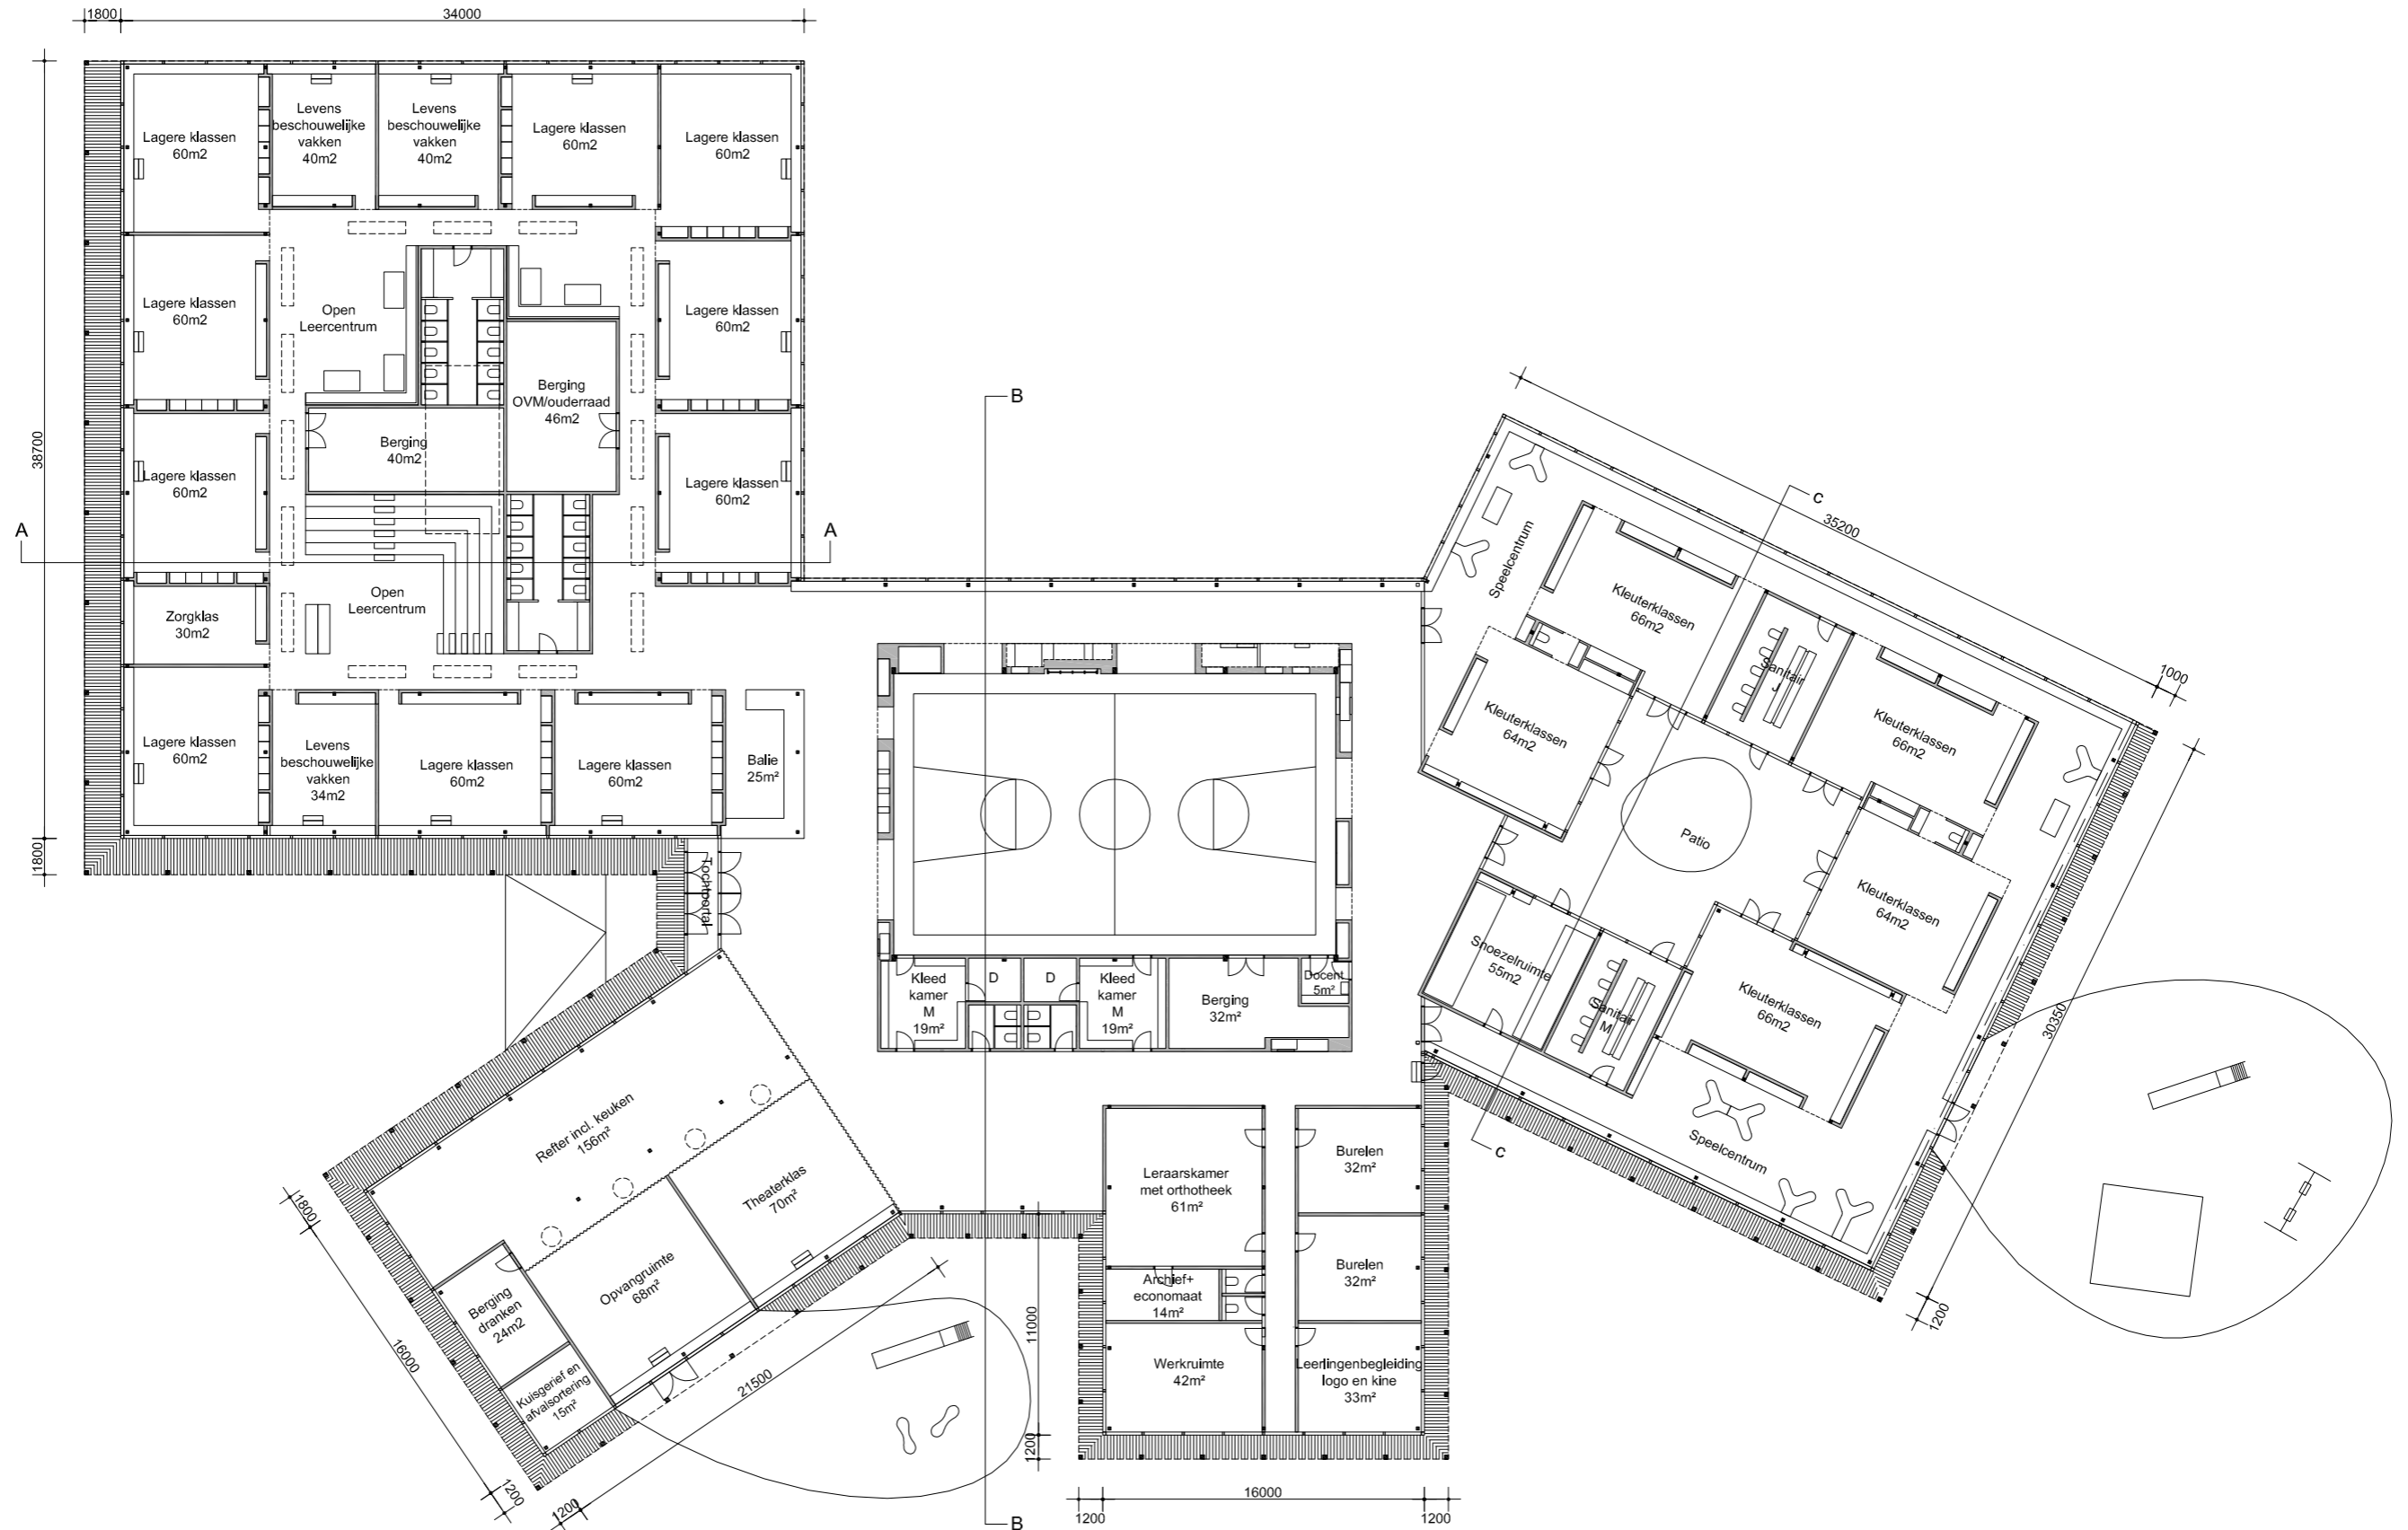 1800
34000
38700
1800
Lagere klassen
60m2
Levens
beschouwelijke
vakken
40m2
Levens
beschouwelijke
vakken
40m2
Lagere klassen
60m2
Lagere klassen
60m2
Lagere klassen
60m2
Open
Leercentrum
Lagere klassen
60m2
Berging
OVM/ouderraad
46m2
Berging
40m2
Lagere klassen
60m2
Lagere klassen
60m2
A
A
Zorgklas
30m2
Open
Leercentrum
Lagere klassen
60m2
Levens
beschouwelijke
vakken
34m2
Lagere klassen
60m2
Lagere klassen
60m2
Balie
25m²
Tochtportal
B
Kleed
kamer
M
19m²
D
D
Kleed
kamer
M
19m²
Berging
32m²
Docent
5m²
c
35200
1000
Speelcentrum
Kleuterklassen
66m2
Kleuterklassen
64m2
Sanitair
J
Kleuterklassen
66m2
Patio
Kleuterklassen
64m2
Snoezelruimte
55m2
Sanitair
M
Kleuterklassen
66m2
Speelcentrum
c
30350
1200
Refter incl. keuken
156m²
Theaterklas
70m²
Opvangruimte
68m²
Berging
dranken
24m2
Kuisgerief en
afvalsortering
15m²
1800
16000
1200
1200
21500
Leraarskamer
met orthotheek
61m²
Burelen
32m²
Burelen
32m²
Archief+
economaat
14m²
Werkruimte
42m²
Leerlingenbegleiding
logo en kine
33m²
11000
1200
16000
1200
1200
B